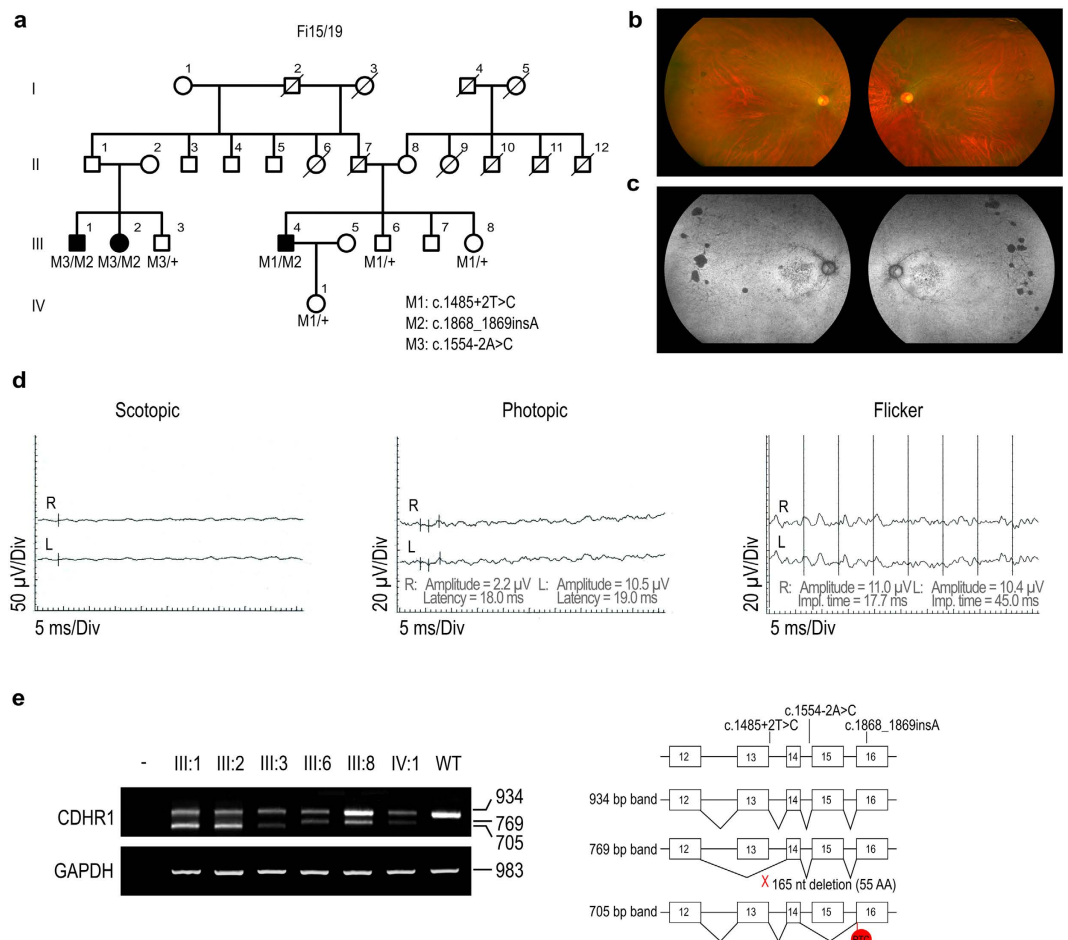 a
Fi15/19
I
1
2
3
4
5
II
1
2
3
4
5
6
7
8
9
10
11
12
III
1
2
3
4
5
6
7
8
M3/M2 M3/M2 M3/+
M1/M2
M1/+
M1/+
IV
1
M1/+
M1: c.1485+2T>C
M2: c.1868_1869insA
M3: c.1554-2A>C
b
c
d
Scotopic
R
L
50 µV/Div
5 ms/Div
Photopic
R
L
R: Amplitude = 2.2 µV L: Amplitude = 10.5 µV
Latency = 18.0 ms Latency = 19.0 ms
20 µV/Div
5 ms/Div
Flicker
R
L
R: Amplitude = 11.0 µV L: Amplitude = 10.4 µV
Impl. time = 17.7 ms Imp. time = 45.0 ms
20 µV/Div
5 ms/Div
e
- III:1 III:2 III:3 III:6 III:8 IV:1 WT
CDHR1
934
769
705
GAPDH
983
c.1554-2A>C
c.1485+2T>C
c.1868_1869insA
12 13 14 15 16
934 bp band 12 13 14 15 16
769 bp band 12 13 14 15 16
X 165 nt deletion (55 AA)
705 bp band 12 13 14 15 16